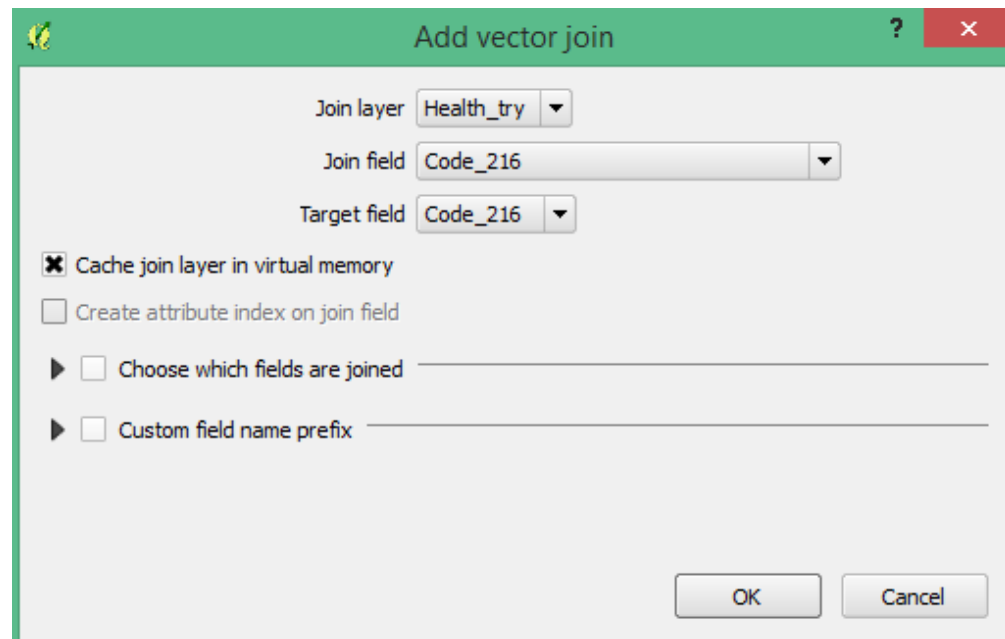 Add vector join
?
Join layer Health_try
Join field Code_216
Target field Code_216
Cache join layer in virtual memory
Create attribute index on join field
Choose which fields are joined
Custom field name prefix
OK Cancel